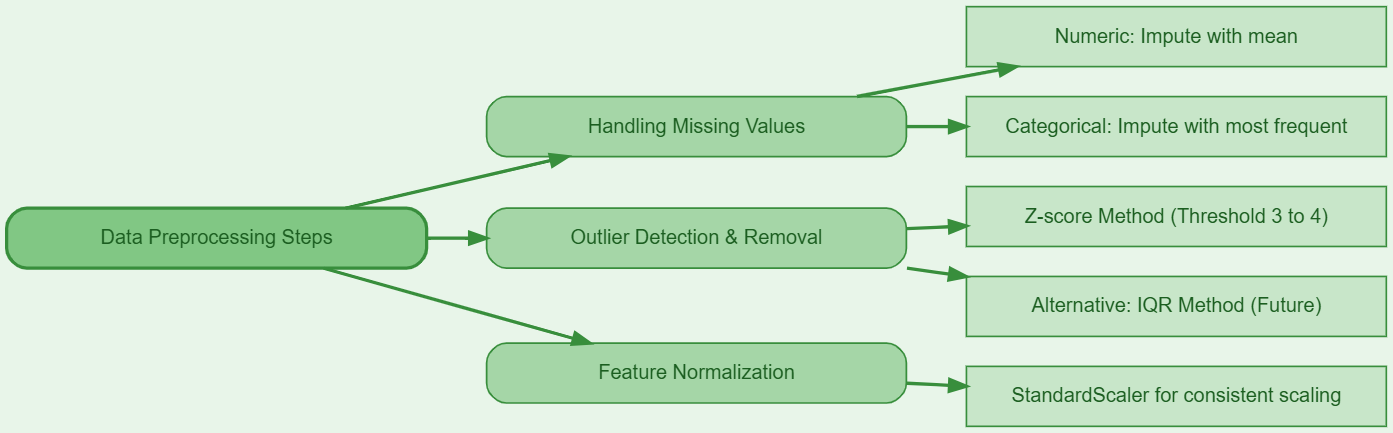 Data Preprocessing Steps
Handling Missing Values
Numeric: Impute with mean
Categorical: Impute with most frequent
Outlier Detection & Removal
Z-score Method (Threshold 3 to 4)
Alternative: IQR Method (Future)
Feature Normalization
StandardScaler for consistent scaling